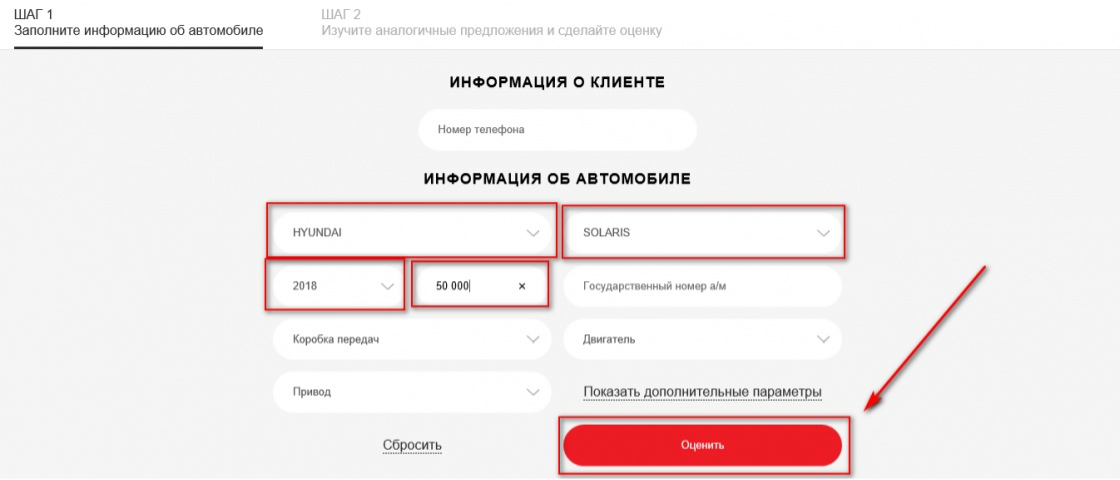 ШАГ 1
Заполните информацию об автомобиле
ШАГ 2
Изучите аналогичные предложения и сделайте оценку
ИНФОРМАЦИЯ О КЛИЕНТЕ
Номер телефона
ИНФОРМАЦИЯ ОБ АВТОМОБИЛЕ
HYUNDAI
SOLARIS
2018
50 000
Государственный номер а/м
Коробка передач
Двигатель
Привод
Показать дополнительные параметры
Сбросить
Оценить